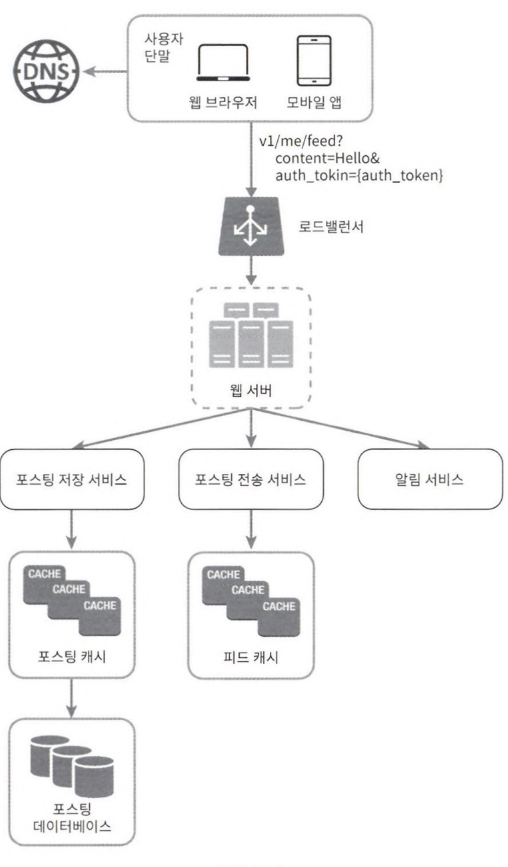 DNS
사용자
단말
웹 브라우저
모바일 앱
v1/me/feed?
content=Hello&
auth_tokin={auth_token}
로드밸런서
웹 서버
포스팅 저장 서비스
포스팅 전송 서비스
알림 서비스
CACHE
CACHE
CACHE
포스팅 캐시
CACHE
CACHE
CACHE
피드 캐시
포스팅
데이터베이스